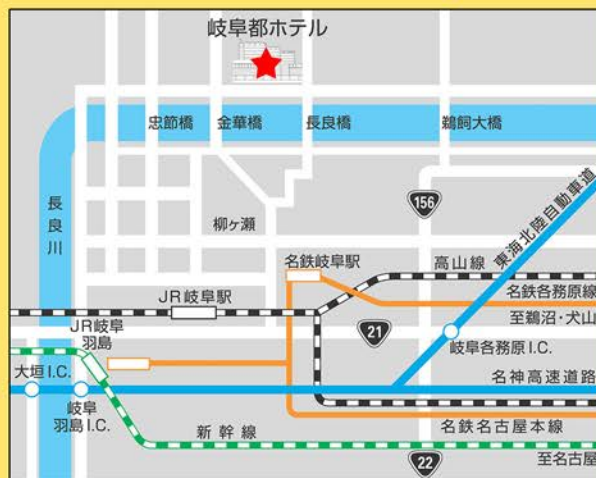 岐阜都ホテル
忠節橋
金華橋
長良橋
鵜飼大橋
長良川
156
東海北陸自動車道
柳ヶ瀬
名鉄岐阜駅
高山線
JR岐阜駅
名鉄各務原線
至鵜沼・犬山
21
JR岐阜
羽島
岐阜各務原I.C.
大垣I.C.
名神高速道路
岐阜
羽島I.C.
新幹線
名鉄名古屋本線
22
至名古屋